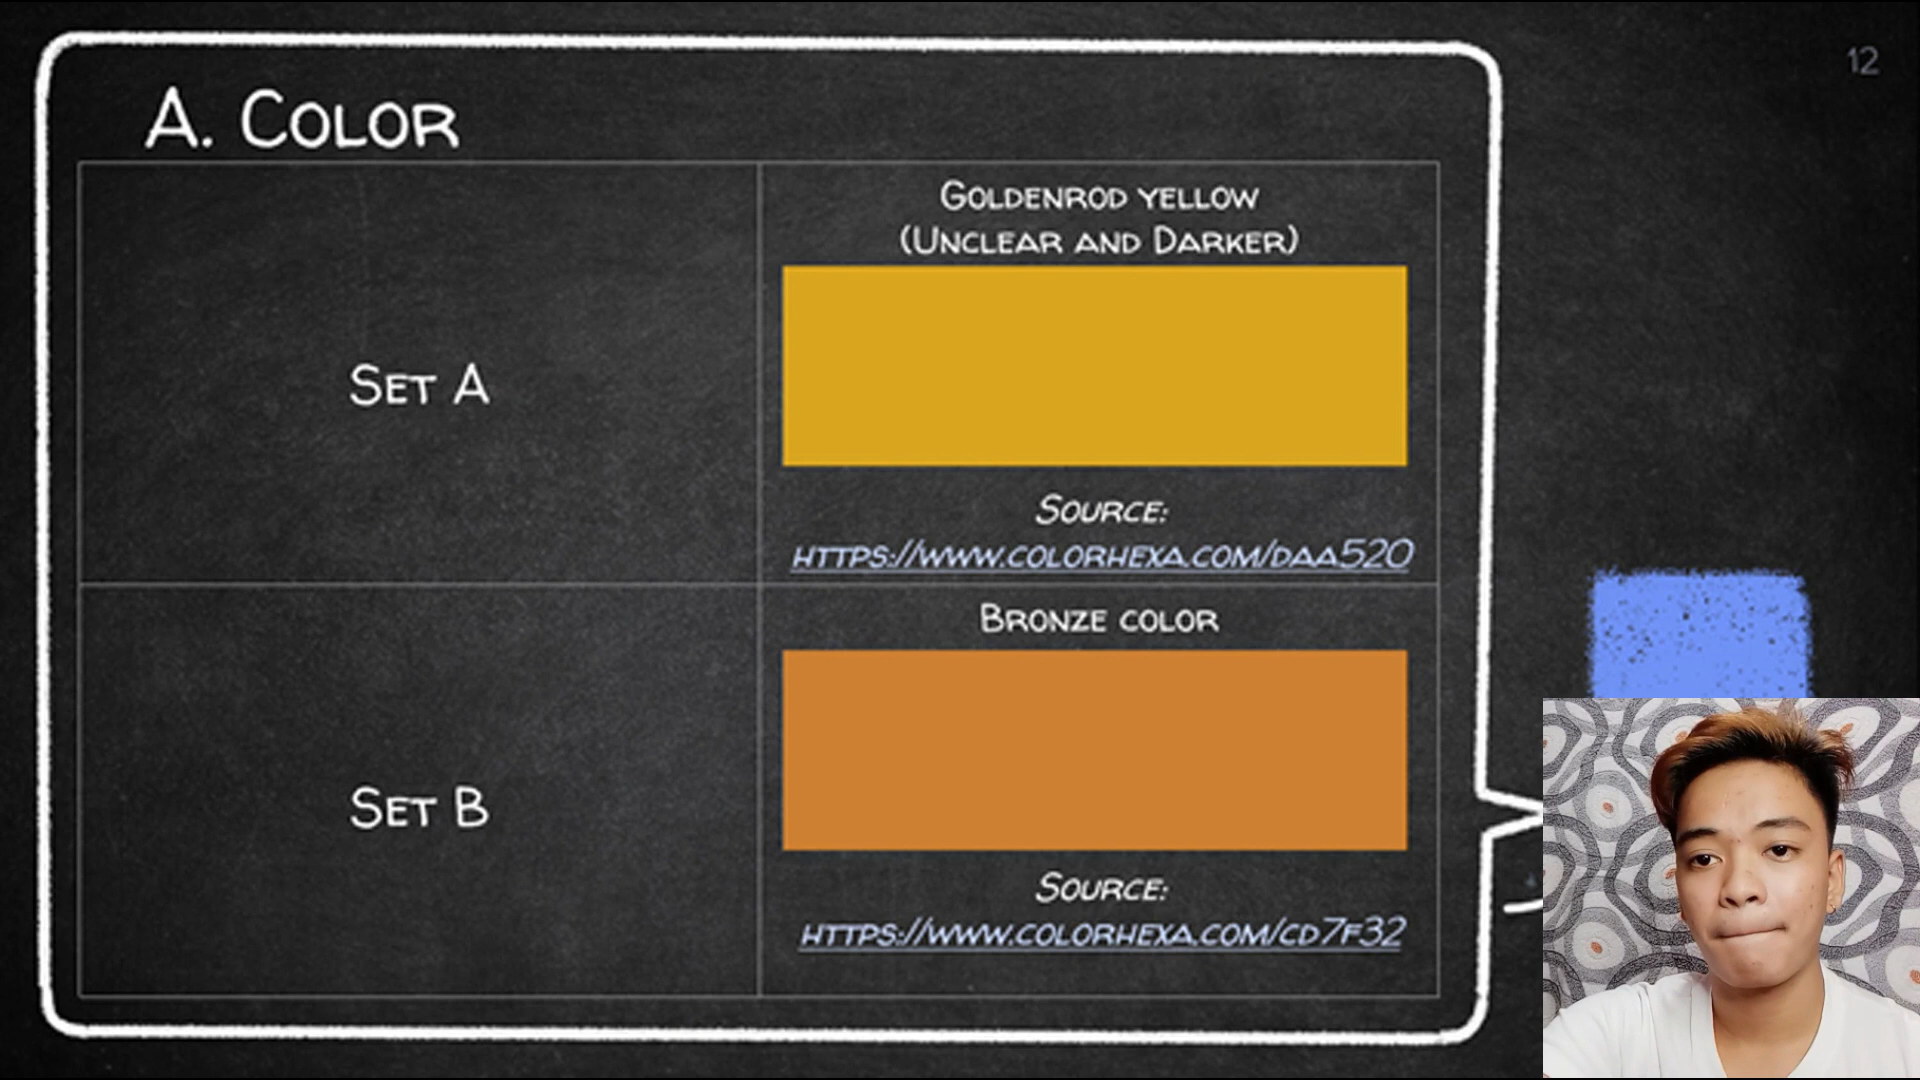 12
A. Color
Goldenrod yellow
(Unclear and Darker)
Set A
Source:
https://www.colorhexa.com/daa520
Bronze color
Set B
Source:
https://www.colorhexa.com/cd7f32